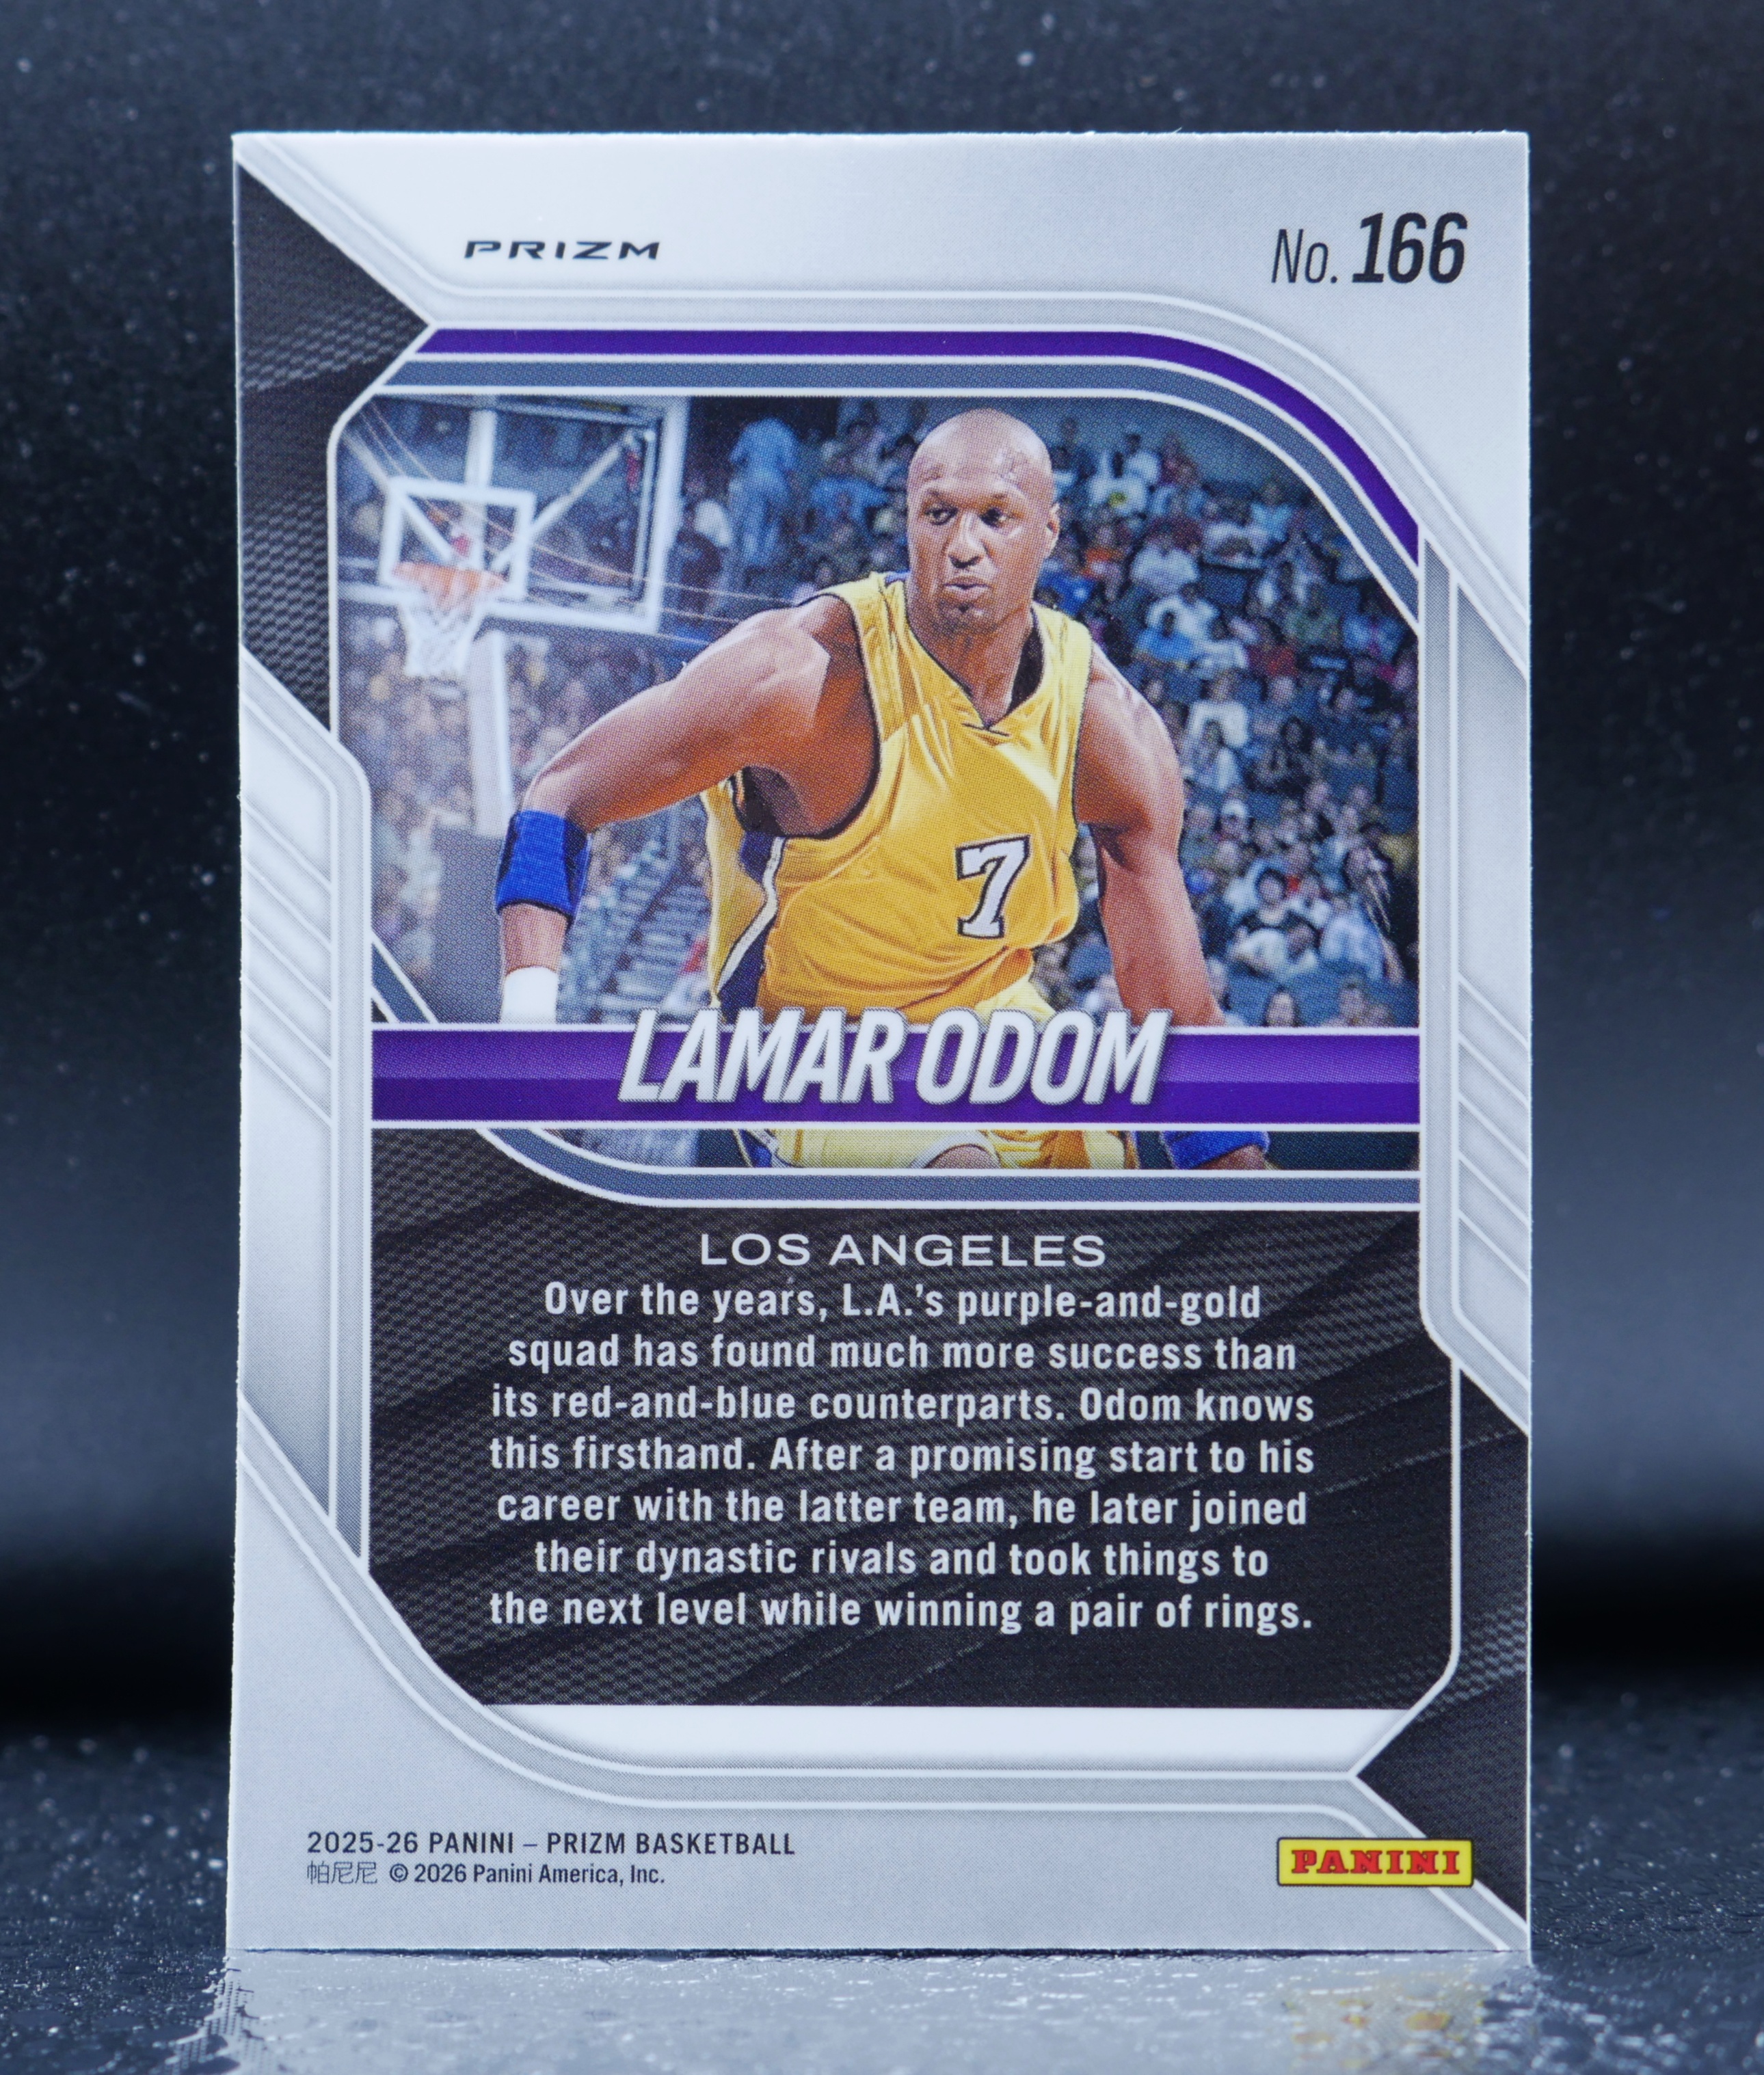 PRIZM
No. 166
7
LAMAR ODOM
LOS ANGELES
Over the years, L.A.'s purple-and-gold
squad has found much more success than
its red-and-blue counterparts. Odom knows
this firsthand. After a promising start to his
career with the latter team, he later joined
their dynastic rivals and took things to
the next level while winning a pair of rings.
2025-26 PANINI – PRIZM BASKETBALL
帕尼尼 © 2026 Panini America, Inc.
PANINI